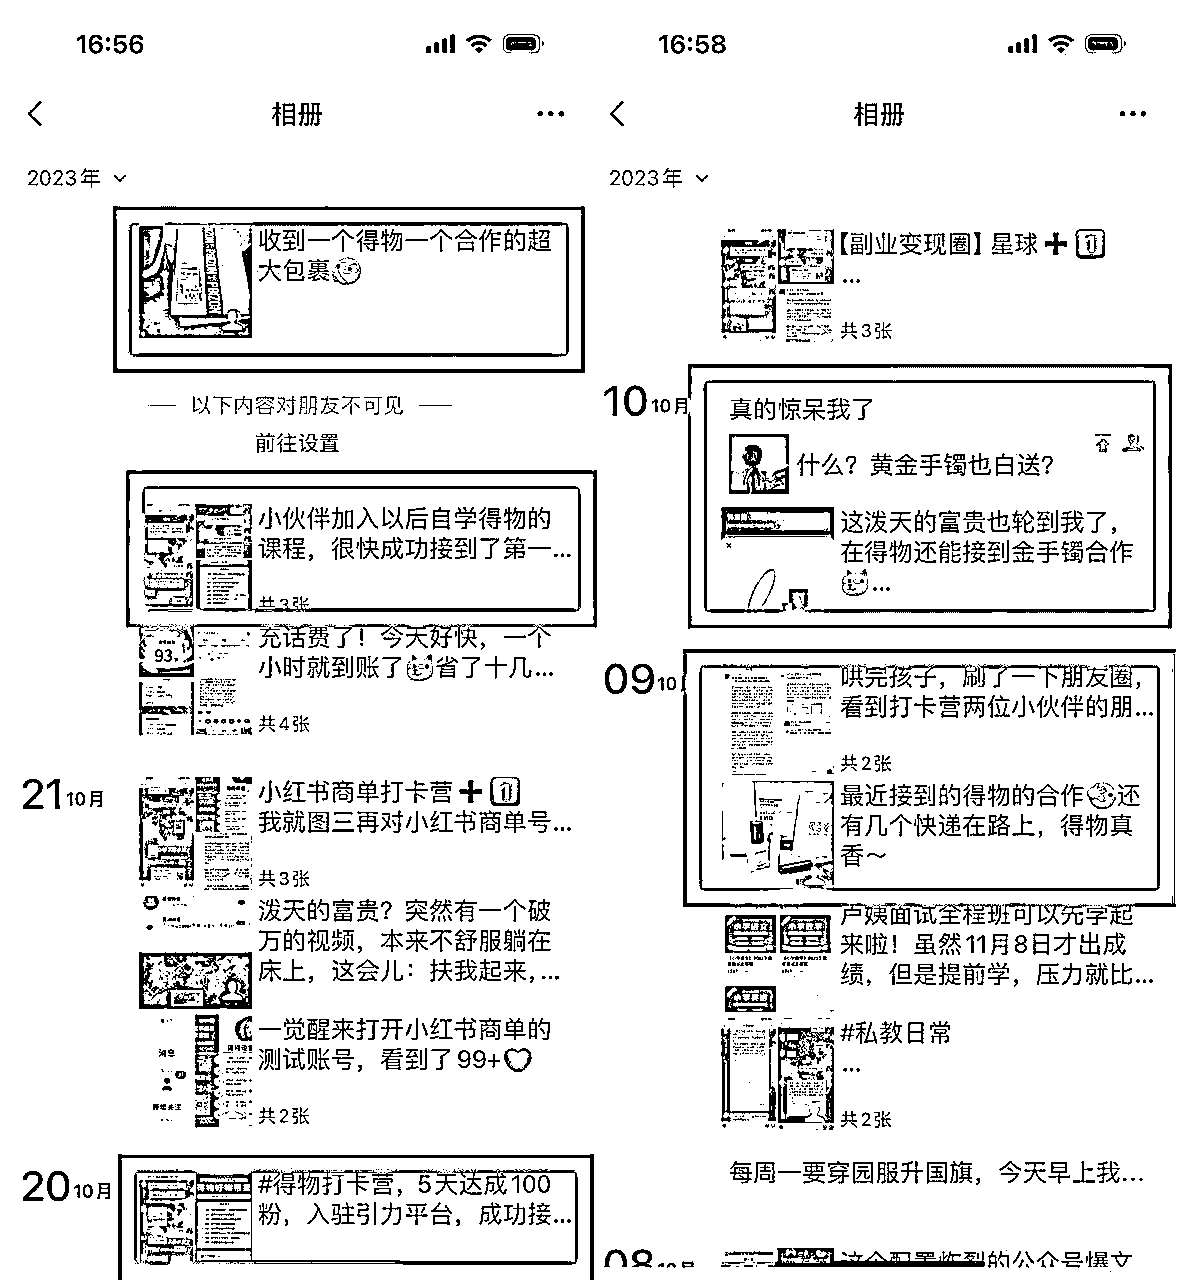 16:56
相册
2023年
收到一个得物一个合作的超
大包裹
以下内容对朋友不可见
前往设置
小伙伴加入以后自学得物的
课程，很快成功接到了第一...
共3张
93.
充话费了！今天好快，一个
小时就到账了省了十几...
共4张
21 10月
小红书商单打卡营➕
我就图三再对小红书商单号...
共3张
泼天的富贵？突然有一个破
万的视频，本来不舒服躺在
床上，这会儿：扶我起来，...
一觉醒来打开小红书商单的
测试账号，看到了99+
消息
共2张
20 10月
#得物打卡营，5天达成100
粉，入驻引力平台，成功接...
16:58
相册
2023年
【副业变现圈】星球➕
...
共3张
10 10月
真的惊呆我了
什么？黄金手镯也白送？
这泼天的富贵也轮到我了，
在得物还能接到金手镯合作
...
09 10
哄完孩子，刷了一下朋友圈，
看到打卡营两位小伙伴的朋...
共2张
最近接到的得物的合作还
有几个快递在路上，得物真
香～
卢姨面试全程班可以先学起
来啦！虽然11月8日才出成
绩，但是提前学，压力就比...
#私教日常
...
共2张
每周一要穿园服升国旗，今天早上我...
08 10月
这个配置炸裂的公众号爆文